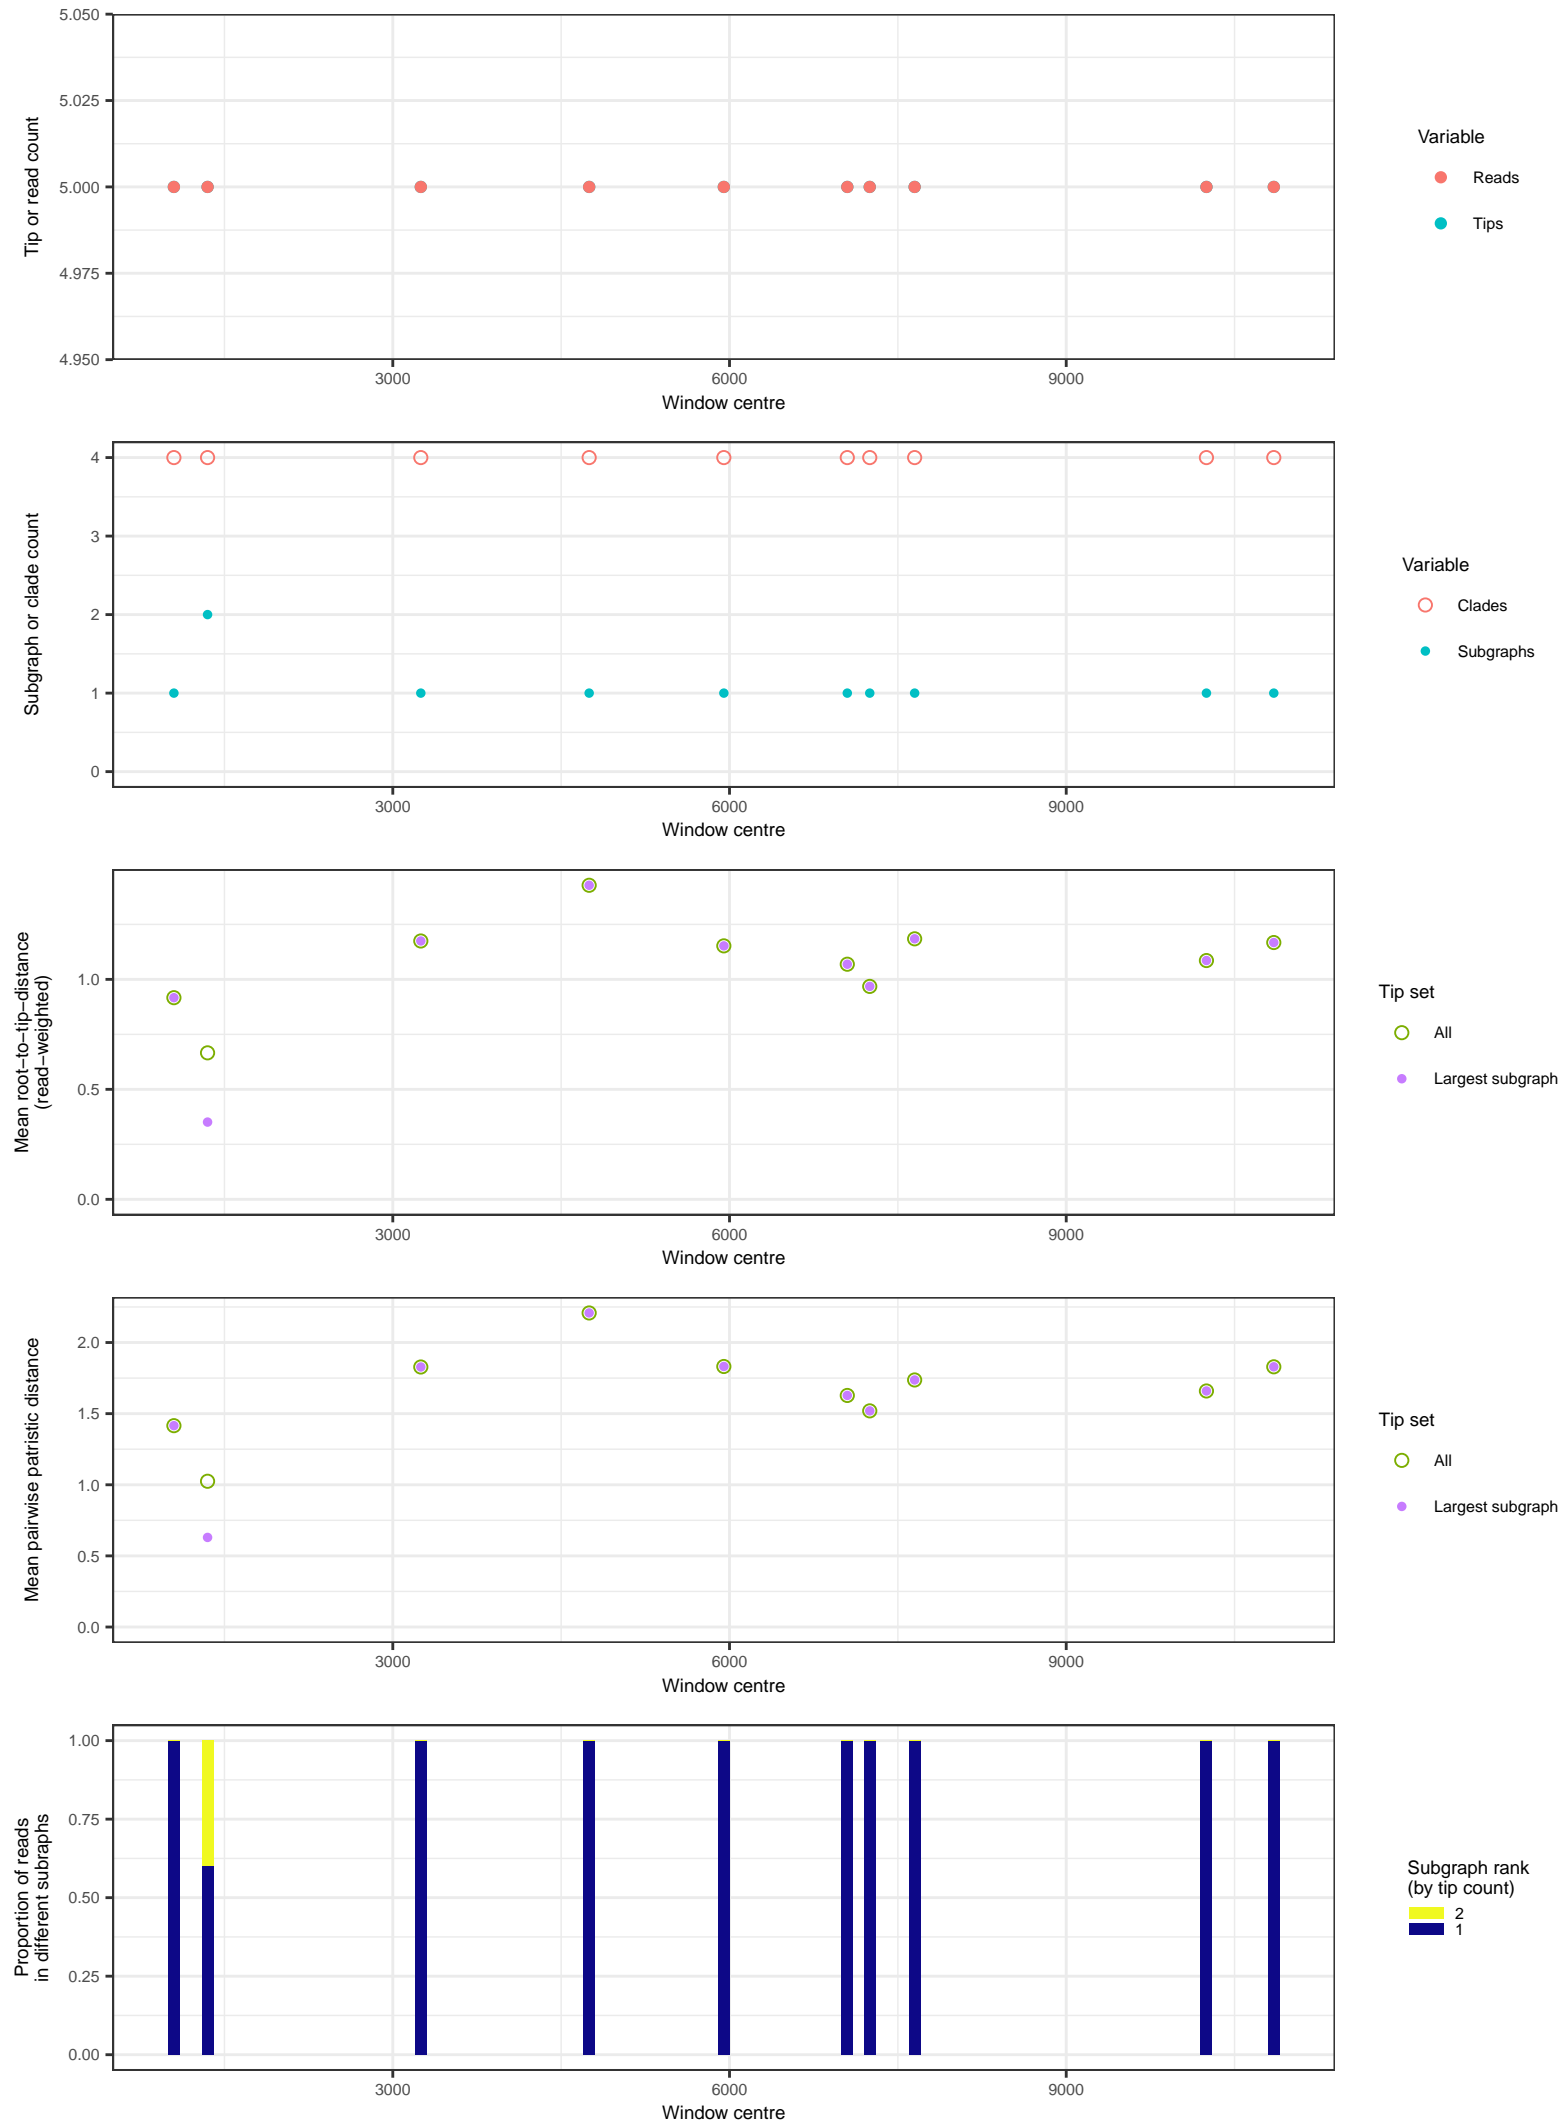 5.050
5.025
5.000
4.975
4.950
Tip or read count
3000 6000 9000
Window centre
Variable
Reads
Tips
4
3
2
1
0
Subgraph or clade count
3000 6000 9000
Window centre
Variable
Clades
Subgraphs
1.0
0.5
0.0
Mean root−to−tip−distance
(read−weighted)
3000 6000 9000
Window centre
Tip set
All
Largest subgraph
2.0
1.5
1.0
0.5
0.0
Mean pairwise patristic distance
3000 6000 9000
Window centre
Tip set
All
Largest subgraph
1.00
0.75
0.50
0.25
0.00
Proportion of reads
in different subraphs
3000 6000 9000
Window centre
Subgraph rank
(by tip count)
2
1